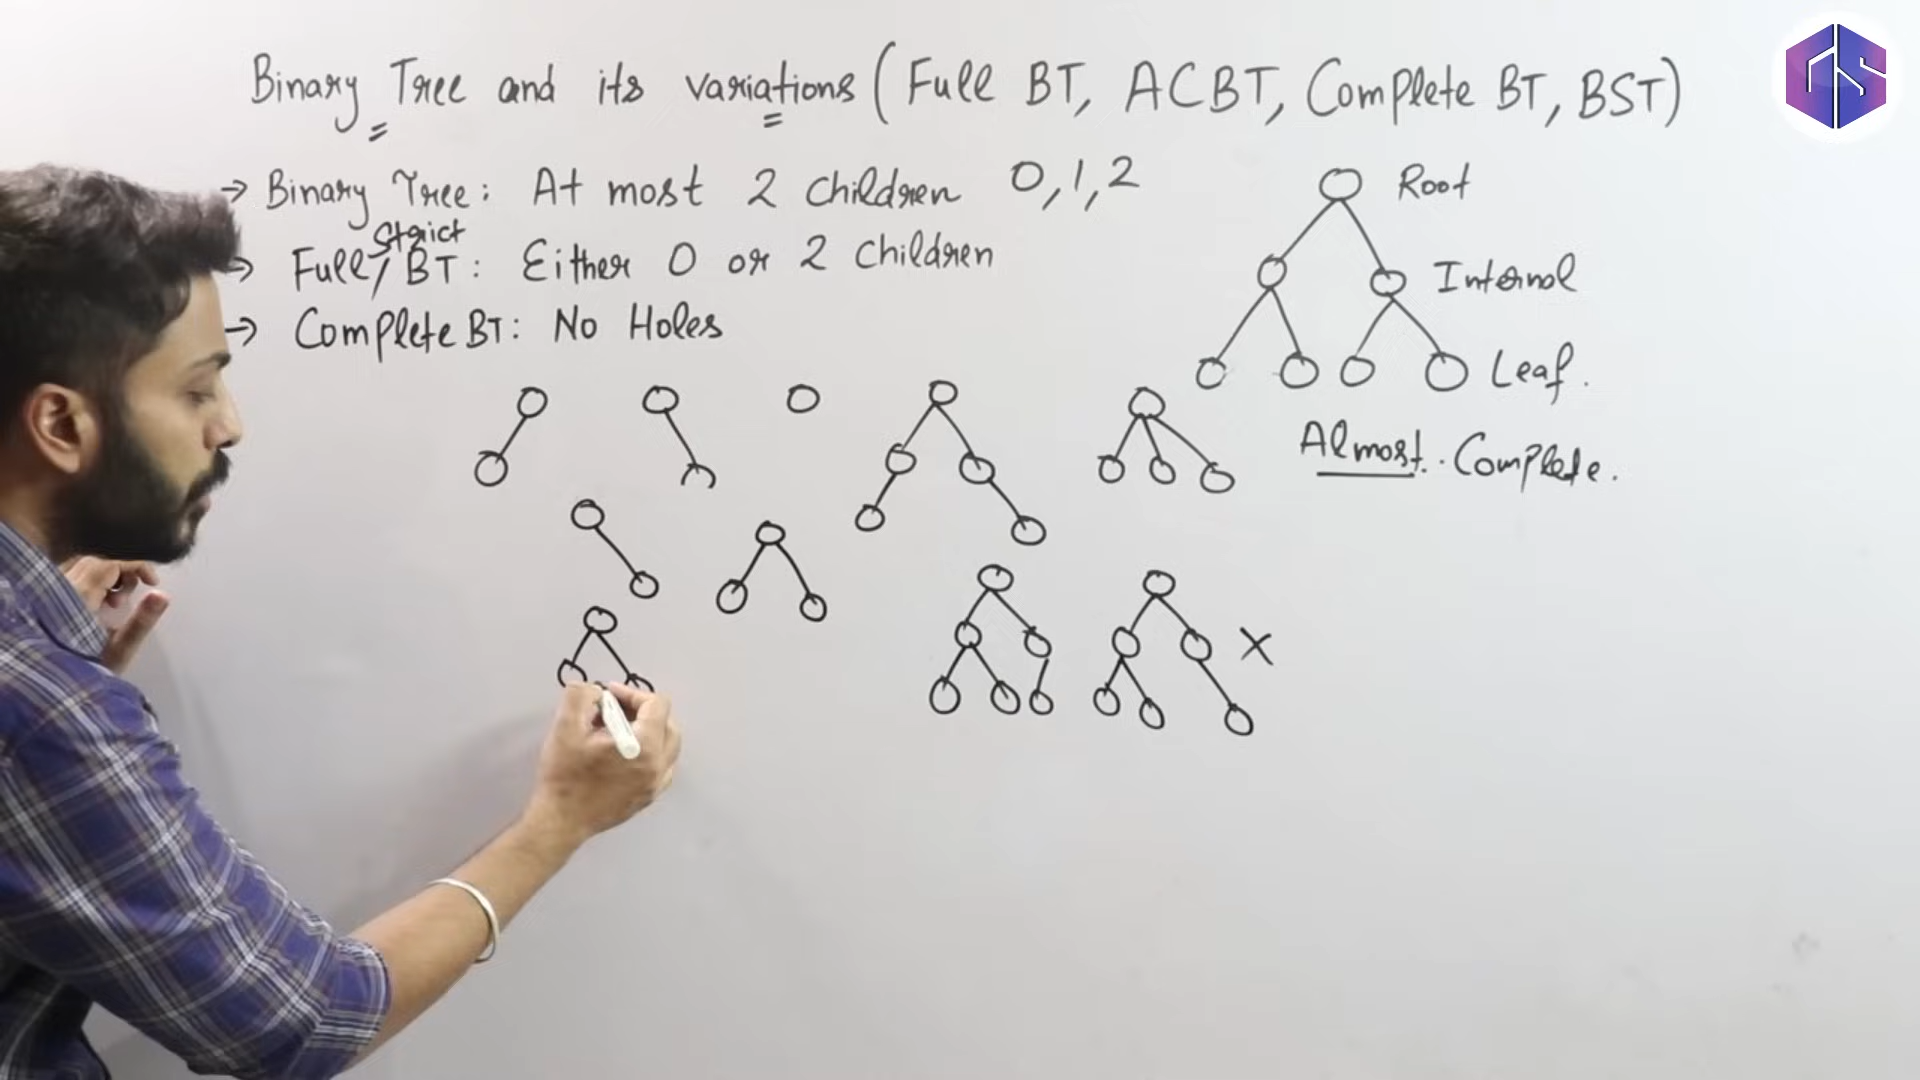 Binary Tree and its variations (Full BT, ACBT, Complete BT, BST)
→ Binary Tree: At most 2 children 0,1,2
Strict
→ Full/BT: Either 0 or 2 children
→ Complete BT: No Holes
Root
Internal
Leaf.
Almost. Complete.
X